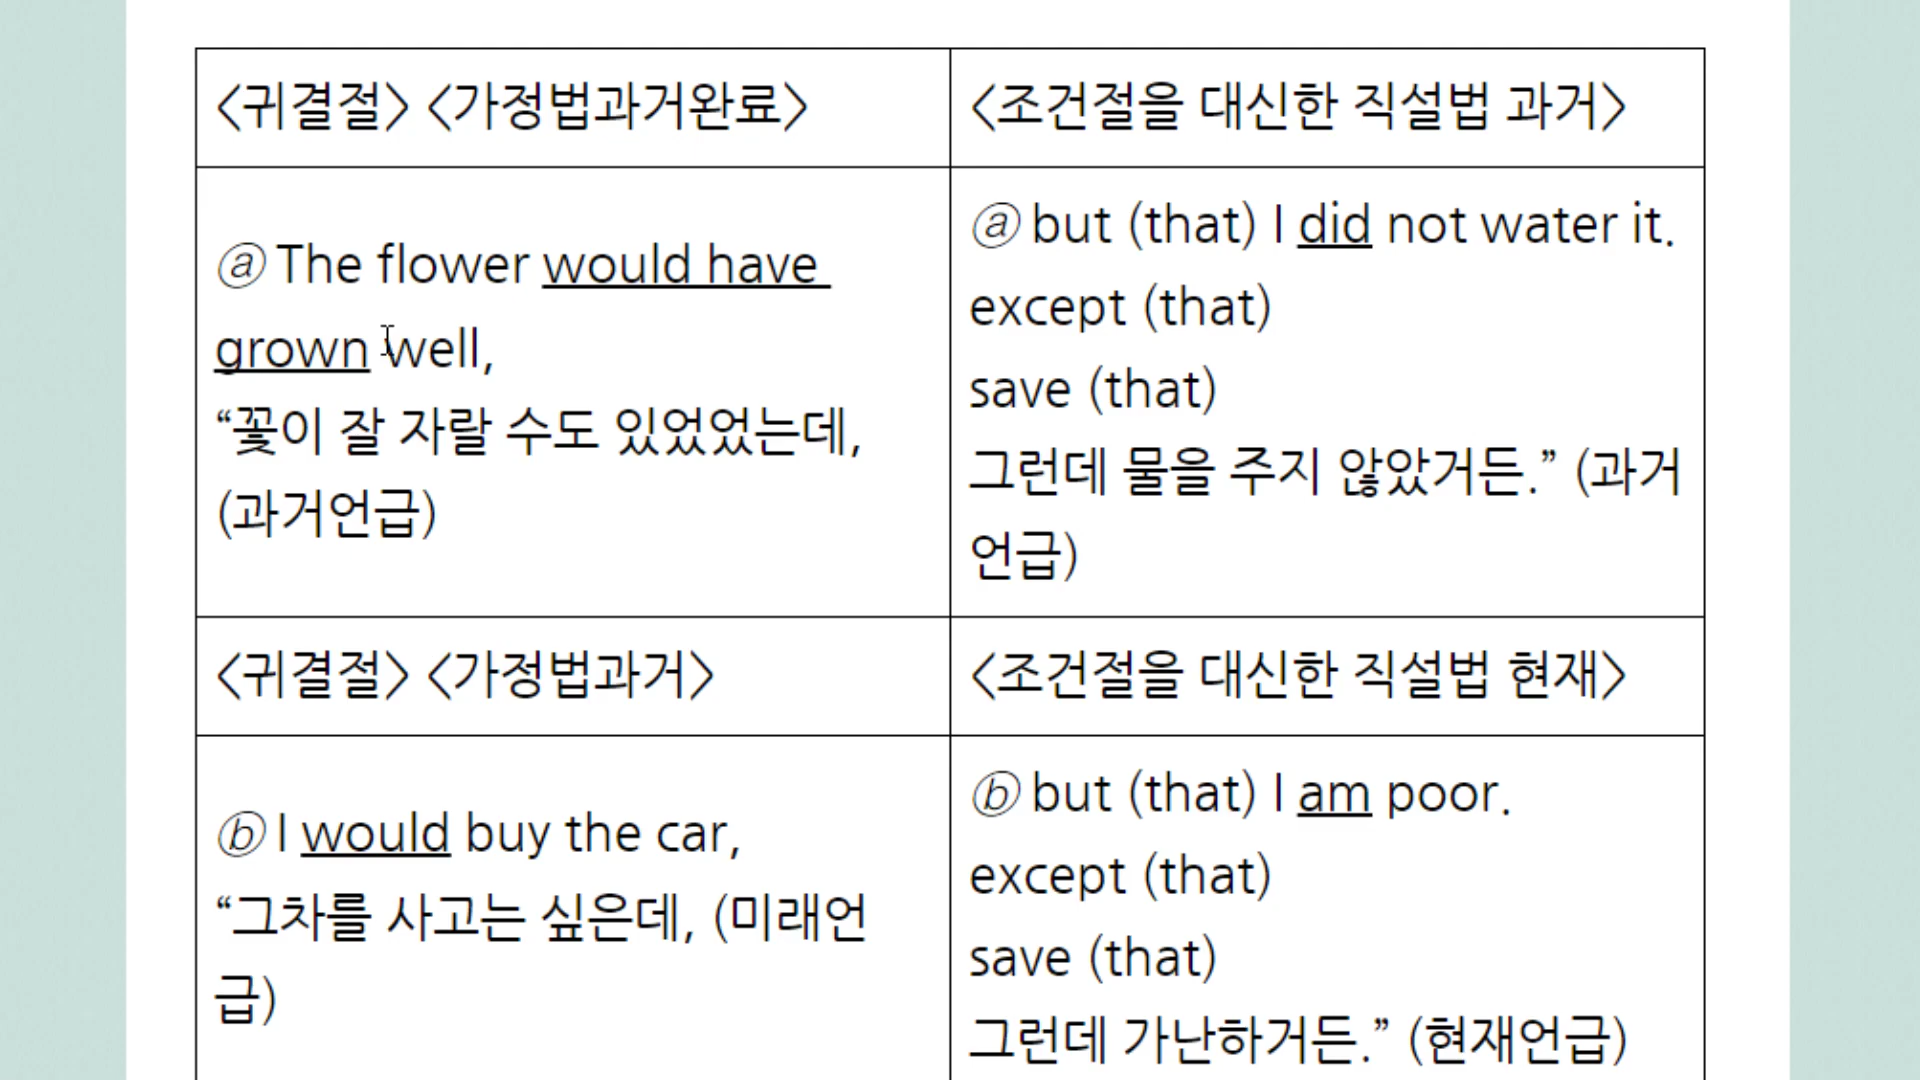 <귀결절> <가정법과거완료>
<조건절을 대신한 직설법 과거>
ⓐ The flower would have
grown well,
“꽃이 잘 자랄 수도 있었었는데,
(과거언급)
ⓐ but (that) I did not water it.
except (that)
save (that)
그런데 물을 주지 않았거든.” (과거
언급)
<귀결절> <가정법과거>
<조건절을 대신한 직설법 현재>
ⓑ I would buy the car,
“그차를 사고는 싶은데, (미래언
급)
ⓑ but (that) I am poor.
except (that)
save (that)
그런데 가난하거든.” (현재언급)